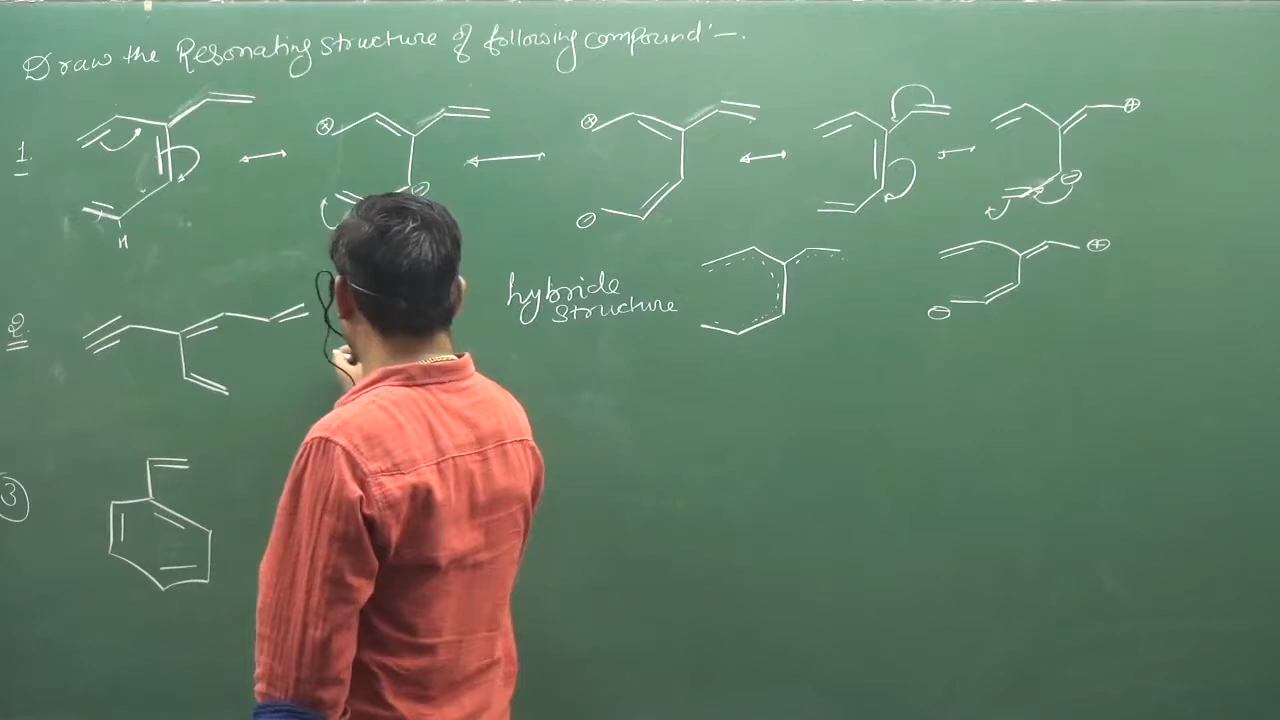 Draw the Resonating structure of following compound :-.
1.
⊕
⊖
⊕
⊖
⊕
⊖
H
hybride
structure
⊕
⊖
2.
3